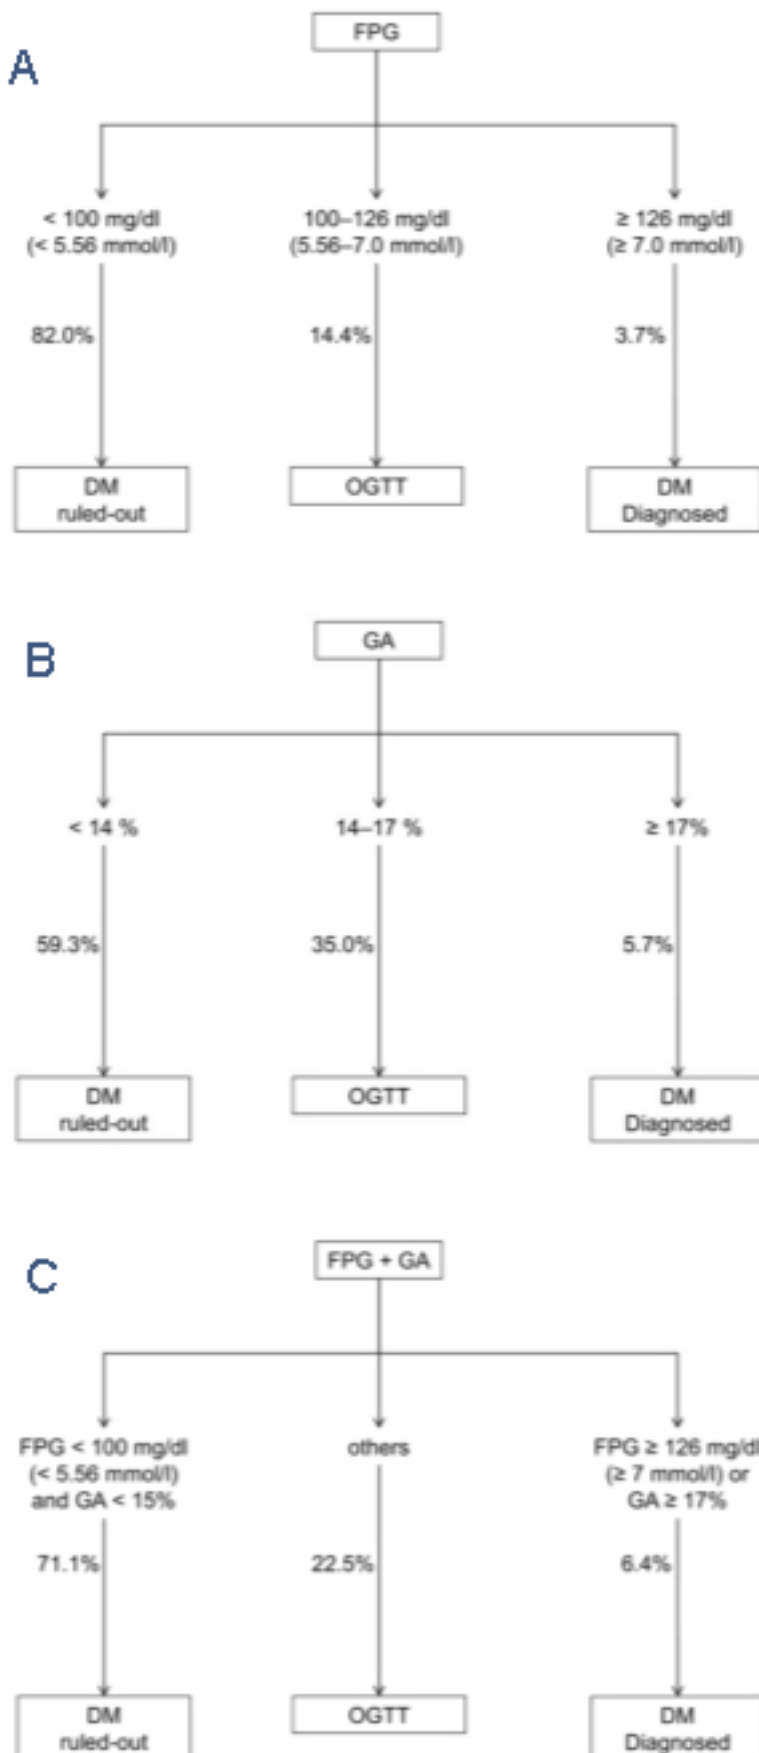 A
FPG
< 100 mg/dl
(< 5.56 mmol/l)
100–126 mg/dl
(5.56–7.0 mmol/l)
≥ 126 mg/dl
(≥ 7.0 mmol/l)
82.0%
14.4%
3.7%
DM
ruled-out
OGTT
DM
Diagnosed
B
GA
< 14 %
14–17 %
≥ 17%
59.3%
35.0%
5.7%
DM
ruled-out
OGTT
DM
Diagnosed
C
FPG + GA
FPG < 100 mg/dl
(< 5.56 mmol/l)
and GA < 15%
others
FPG ≥ 126 mg/dl
(≥ 7 mmol/l) or
GA ≥ 17%
71.1%
22.5%
6.4%
DM
ruled-out
OGTT
DM
Diagnosed